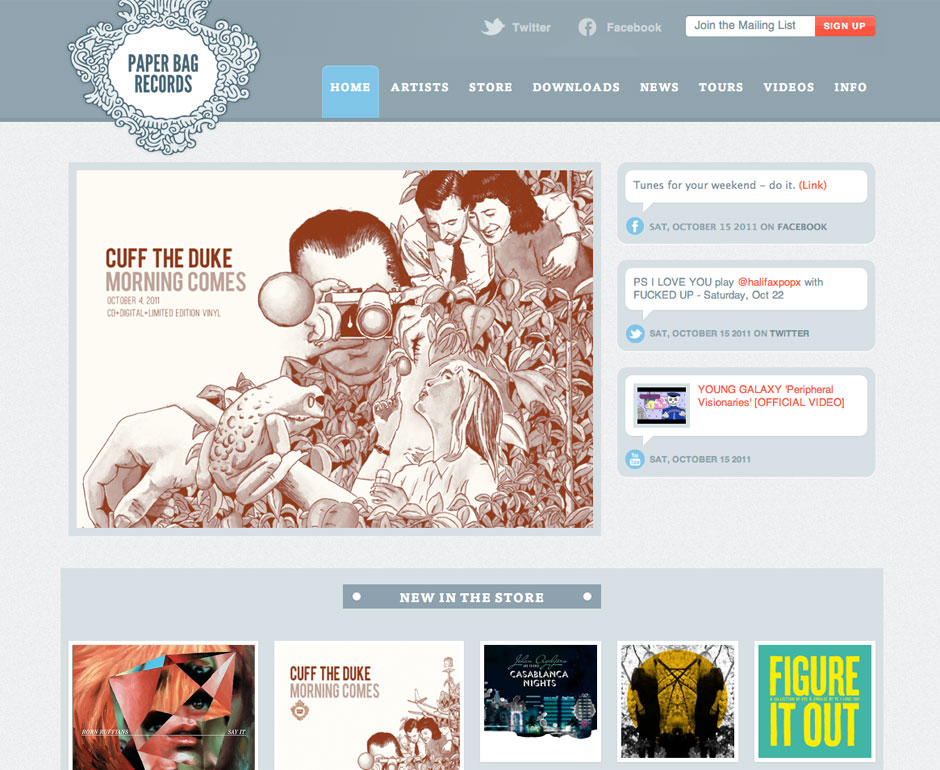 Twitter
Facebook
Join the Mailing List
SIGN UP
PAPER BAG
RECORDS
HOME
ARTISTS
STORE
DOWNLOADS
NEWS
TOURS
VIDEOS
INFO
CUFF THE DUKE
MORNING COMES
OCTOBER 4, 2011
CD+DIGITAL+LIMITED EDITION VINYL
Tunes for your weekend – do it. (Link)
SAT, OCTOBER 15 2011 ON FACEBOOK
PS I LOVE YOU play @halifaxpopx with
FUCKED UP - Saturday, Oct 22
SAT, OCTOBER 15 2011 ON TWITTER
YOUNG GALAXY 'Peripheral
Visionaries' [OFFICIAL VIDEO]
You
Tube
SAT, OCTOBER 15 2011
NEW IN THE STORE
BORN RUFFIANS
SAY IT
CUFF THE DUKE
MORNING COMES
CASABLANCA
NIGHTS
FIGURE
IT OUT